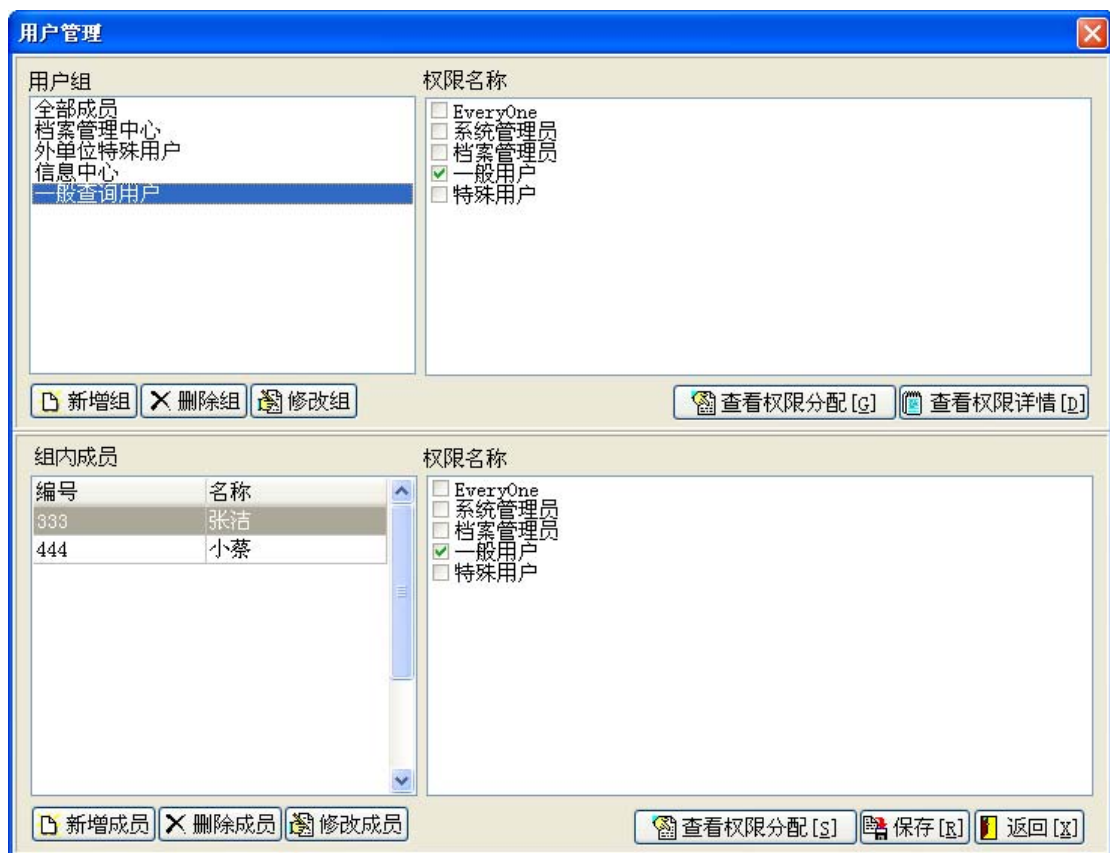 用户管理
用户组
全部成员
档案管理中心
外单位特殊用户
信息中心
一般查询用户
权限名称
EveryOne
系统管理员
档案管理员
一般用户
特殊用户
新增组 删除组 修改组
查看权限分配[G] 查看权限详情[D]
组内成员
编号 名称
333 张洁
444 小蔡
权限名称
EveryOne
系统管理员
档案管理员
一般用户
特殊用户
新增成员 删除成员 修改成员
查看权限分配[S] 保存[R] 返回[X]